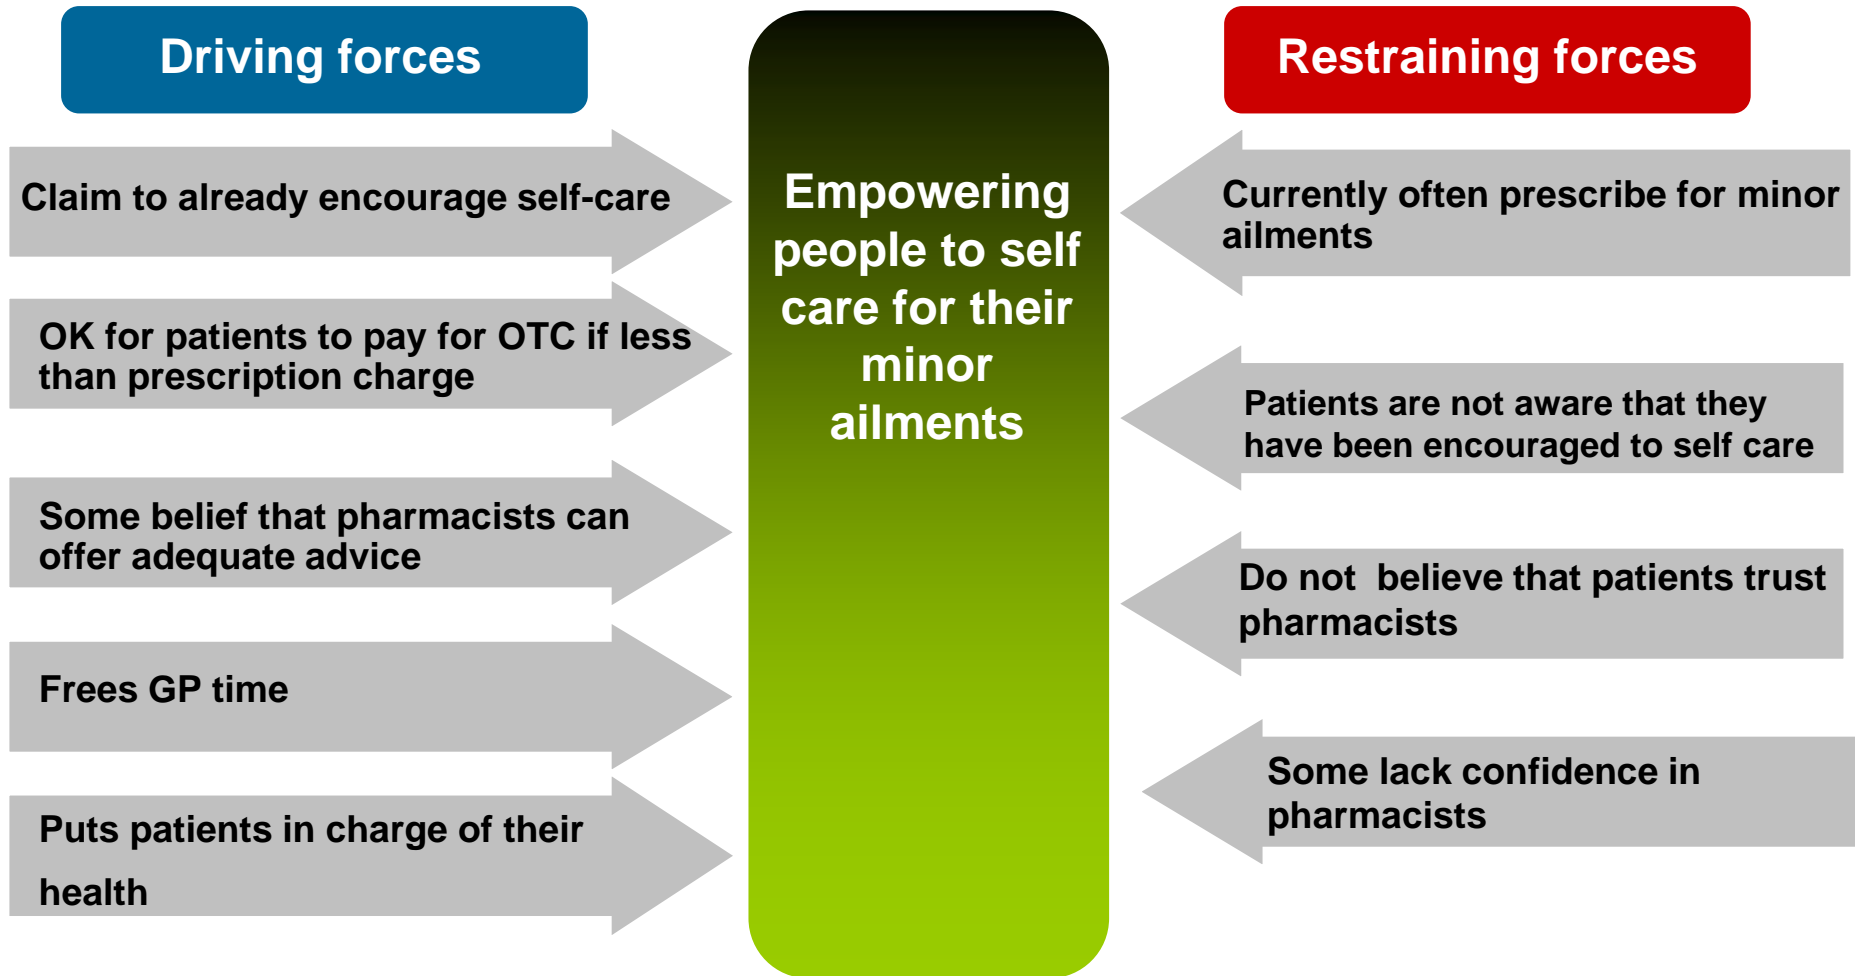 Driving forces
Claim to already encourage self-care
OK for patients to pay for OTC if less
than prescription charge
Some belief that pharmacists can
offer adequate advice
Frees GP time
Puts patients in charge of their
health
Empowering
people to self
care for their
minor
ailments
Restraining forces
Currently often prescribe for minor
ailments
Patients are not aware that they
have been encouraged to self care
Do not  believe that patients trust
pharmacists
Some lack confidence in
pharmacists